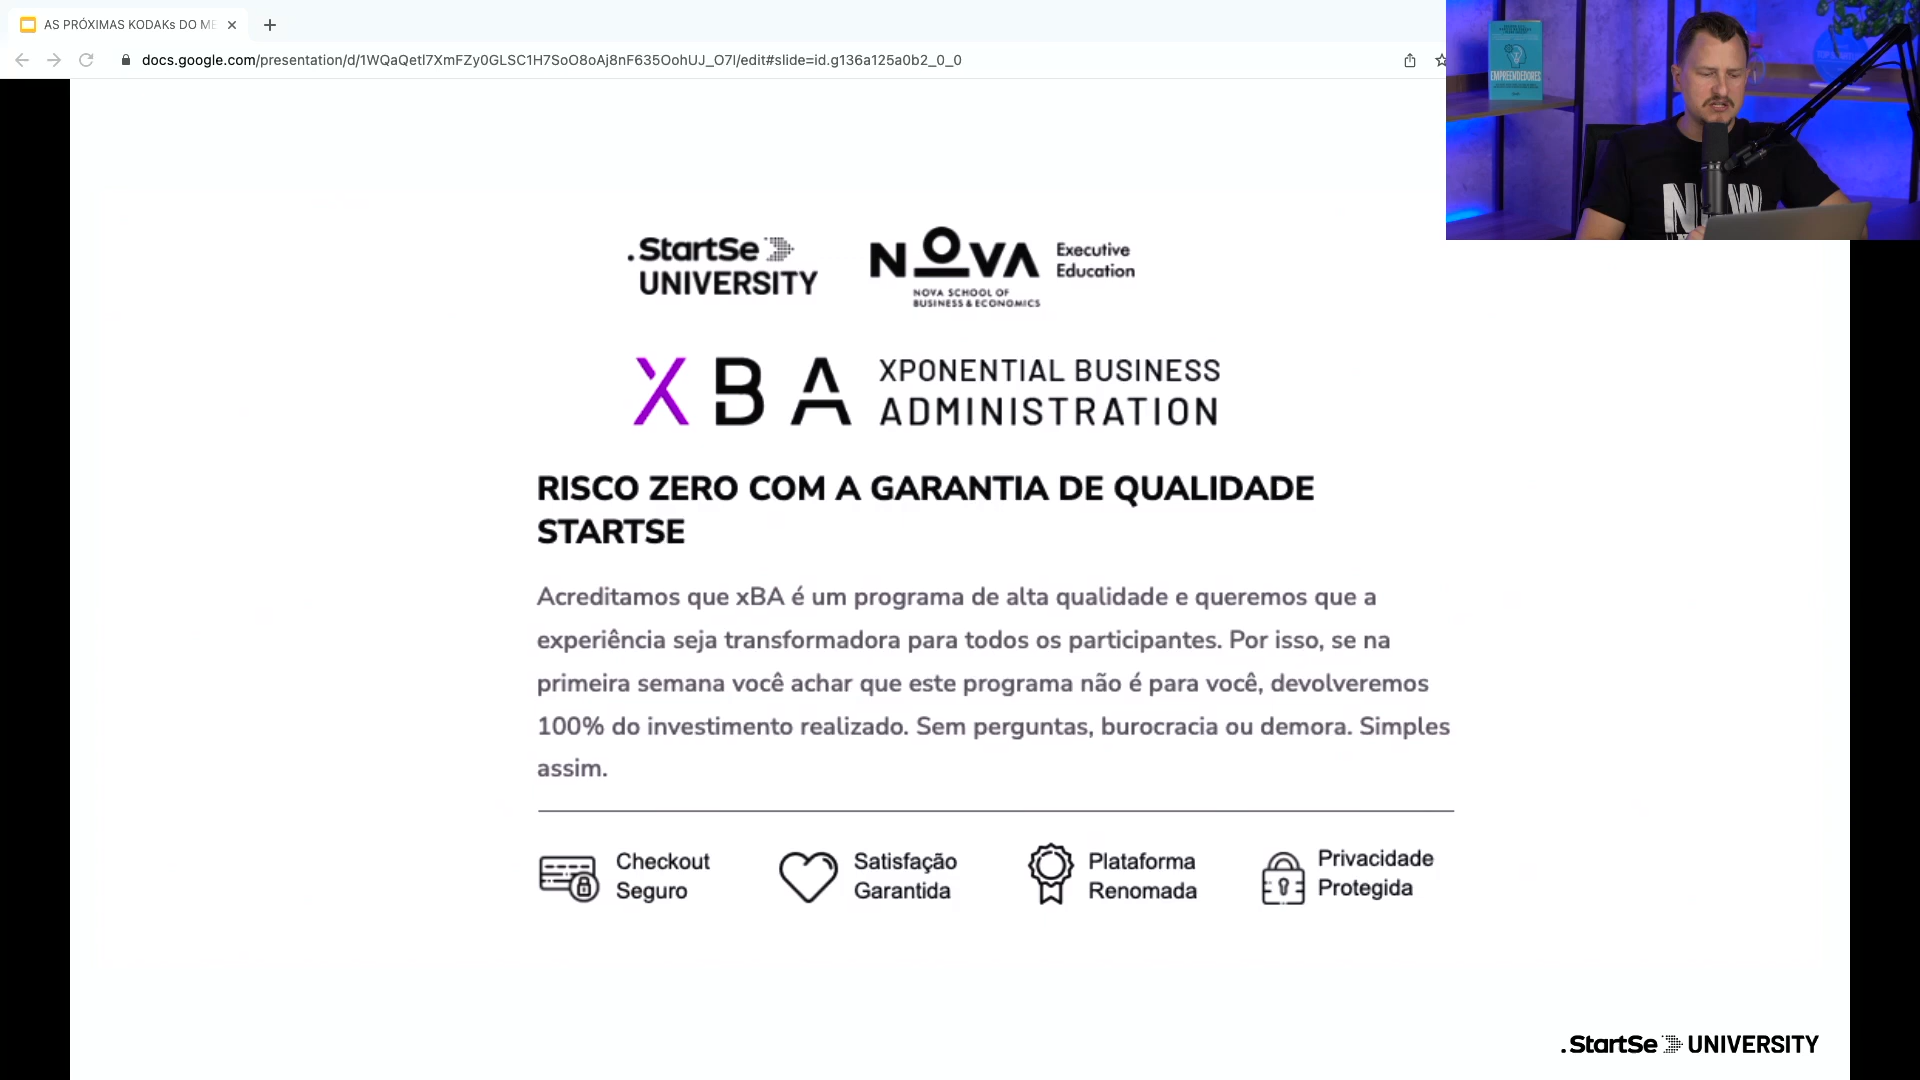 AS PRÓXIMAS KODAKs DO ME
docs.google.com/presentation/d/1WQaQetl7XmFZy0GLSC1H7SoO8oAj8nF635OohUJ_O7I/edit#slide=id.g136a125a0b2_0_0
EMPREENDEDORES
.StartSe
UNIVERSITY
NOVA
NOVA SCHOOL OF
BUSINESS & ECONOMICS
Executive
Education
XBA
XPONENTIAL BUSINESS
ADMINISTRATION
RISCO ZERO COM A GARANTIA DE QUALIDADE
STARTSE
Acreditamos que xBA é um programa de alta qualidade e queremos que a
experiência seja transformadora para todos os participantes. Por isso, se na
primeira semana você achar que este programa não é para você, devolveremos
100% do investimento realizado. Sem perguntas, burocracia ou demora. Simples
assim.
Checkout
Seguro
Satisfação
Garantida
Plataforma
Renomada
Privacidade
Protegida
.StartSe UNIVERSITY